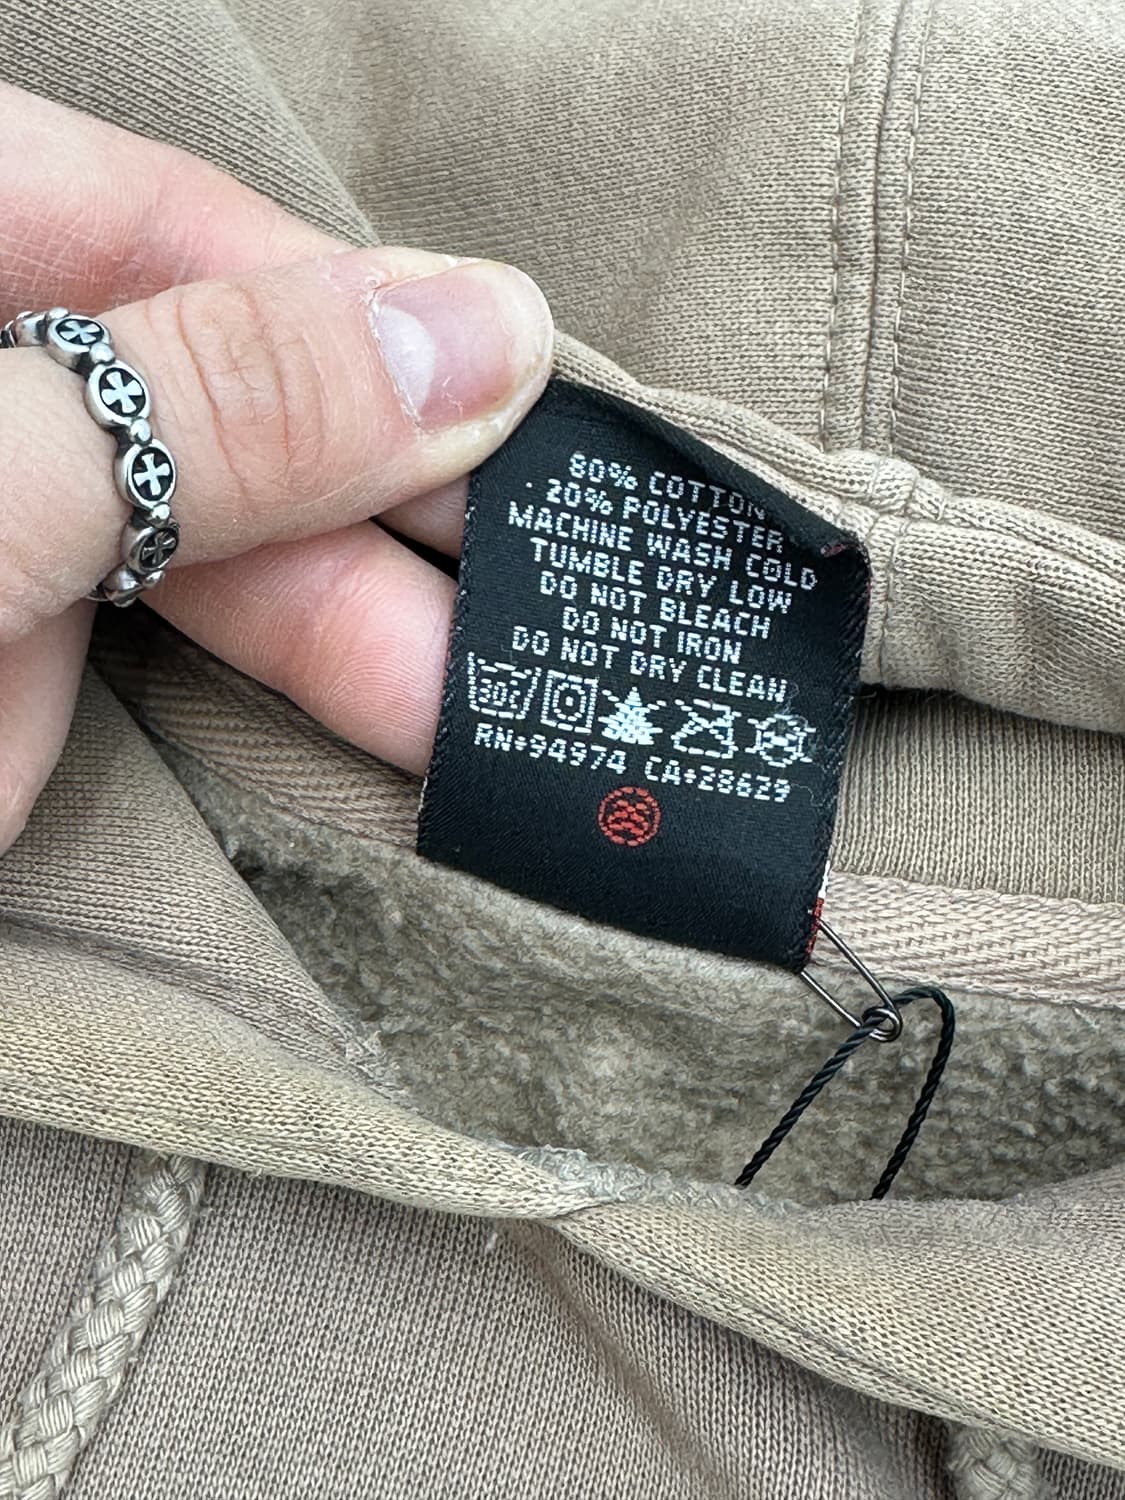 80% COTTON
20% POLYESTER
MACHINE WASH COLD
TUMBLE DRY LOW
DO NOT BLEACH
DO NOT IRON
DO NOT DRY CLEAN
30c
RN♦94974 CA♦28629